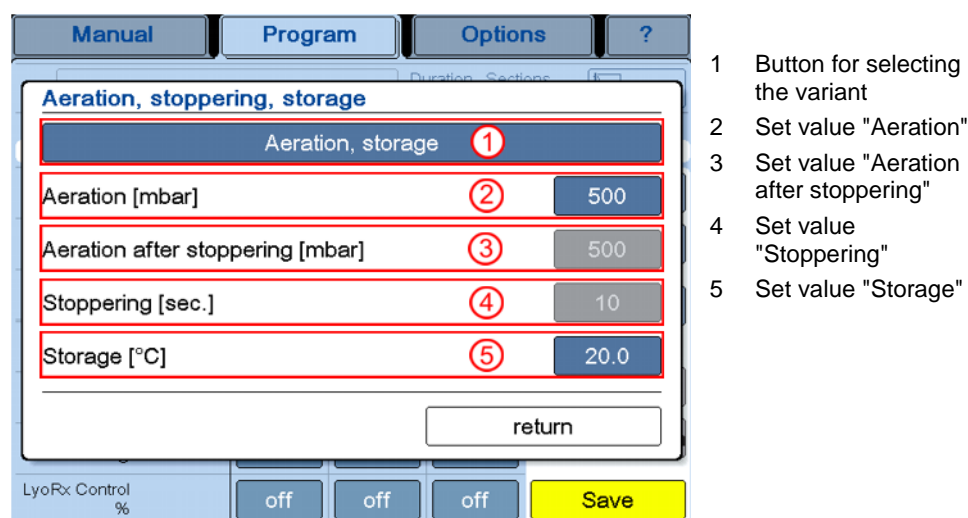 Manual Program Options ?
Duration Sections
Aeration, stoppering, storage
Aeration, storage 1
Aeration [mbar] 2 500
Aeration after stoppering [mbar] 3 500
Stoppering [sec.] 4 10
Storage [°C] 5 20.0
return
LyoRx Control
%
off off off Save
1 Button for selecting
the variant
2 Set value "Aeration"
3 Set value "Aeration
after stoppering"
4 Set value
"Stoppering"
5 Set value "Storage"